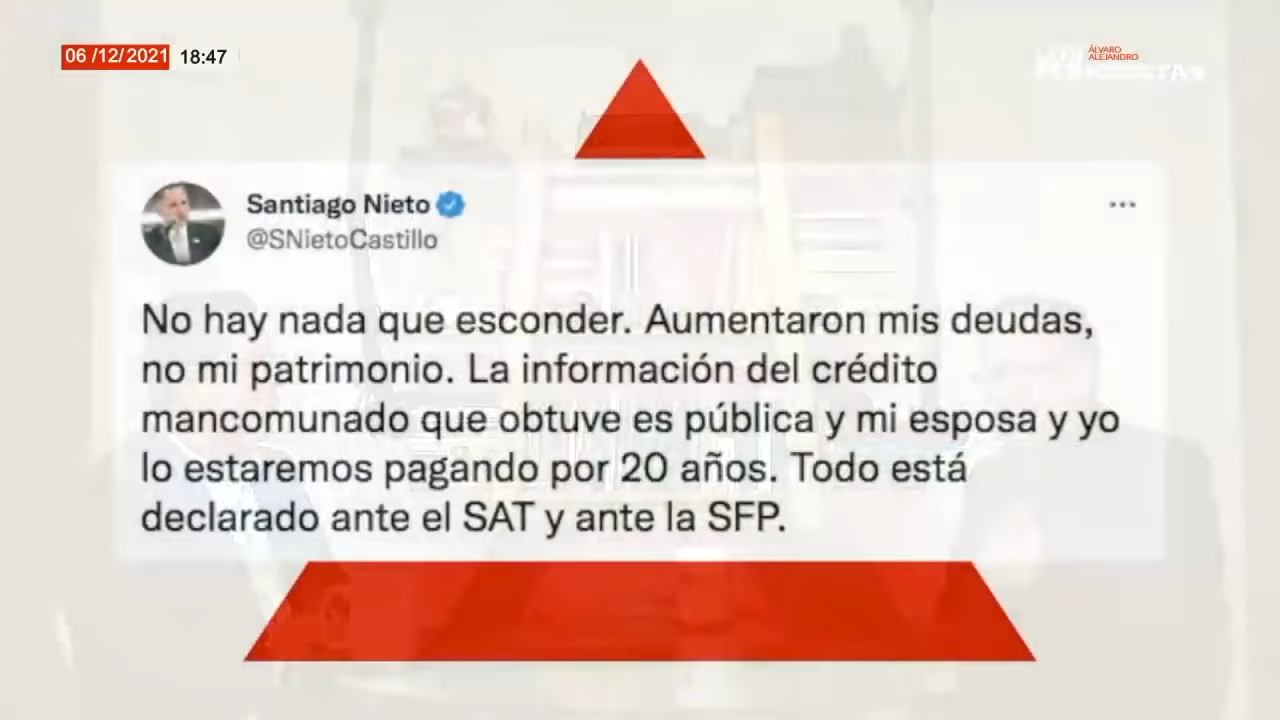 06 /12/ 2021 18:47
ÁLVARO
ALEJANDRO
Santiago Nieto
@SNietoCastillo
No hay nada que esconder. Aumentaron mis deudas,
no mi patrimonio. La información del crédito
mancomunado que obtuve es pública y mi esposa y yo
lo estaremos pagando por 20 años. Todo está
declarado ante el SAT y ante la SFP.